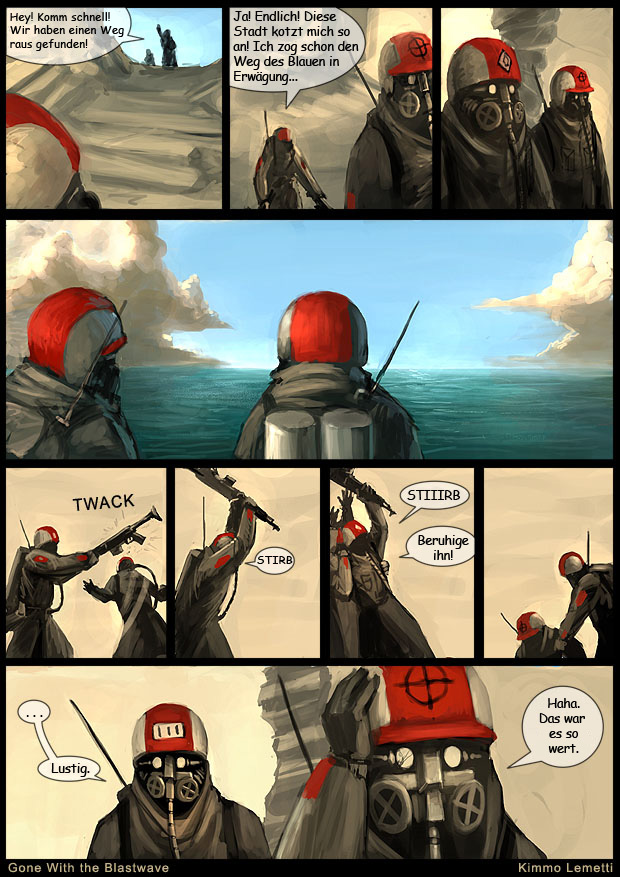 Hey! Komm schnell!
Wir haben einen Weg
raus gefunden!
Ja! Endlich! Diese
Stadt kotzt mich so
an! Ich zog schon den
Weg des Blauen in
Erwägung...
TWACK
STIRB
STIIIRB
Beruhige
ihn!
...
Lustig.
Haha.
Das war
es so
wert.
Gone With the Blastwave
Kimmo Lemetti